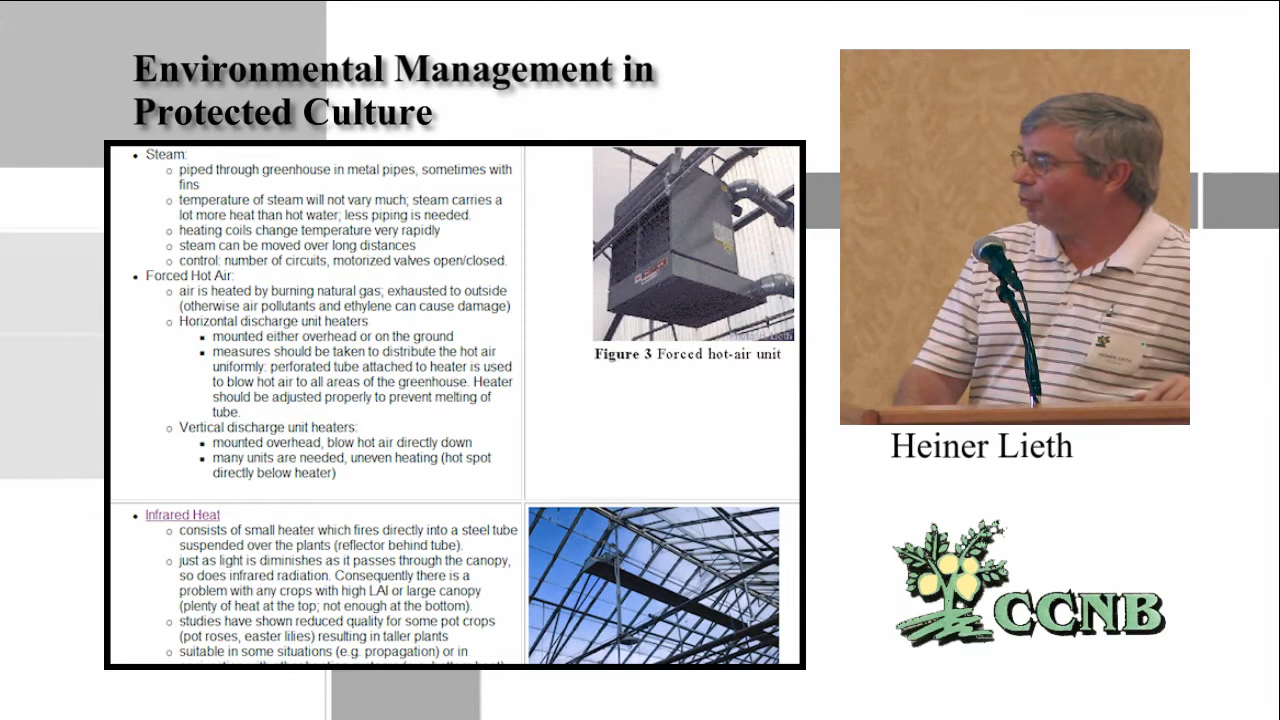 Environmental Management in
Protected Culture
• Steam:
o piped through greenhouse in metal pipes, sometimes with
fins
o temperature of steam will not vary much; steam carries a
lot more heat than hot water; less piping is needed.
o heating coils change temperature very rapidly
o steam can be moved over long distances
o control: number of circuits, motorized valves open/closed.
• Forced Hot Air:
o air is heated by burning natural gas; exhausted to outside
(otherwise air pollutants and ethylene can cause damage)
o Horizontal discharge unit heaters
▪ mounted either overhead or on the ground
▪ measures should be taken to distribute the hot air
uniformly: perforated tube attached to heater is used
to blow hot air to all areas of the greenhouse. Heater
should be adjusted properly to prevent melting of
tube.
o Vertical discharge unit heaters:
▪ mounted overhead, blow hot air directly down
▪ many units are needed, uneven heating (hot spot
directly below heater)
Figure 3 Forced hot-air unit
• Infrared Heat
o consists of small heater which fires directly into a steel tube
suspended over the plants (reflector behind tube).
o just as light is diminishes as it passes through the canopy,
so does infrared radiation. Consequently there is a
problem with any crops with high LAI or large canopy
(plenty of heat at the top; not enough at the bottom).
o studies have shown reduced quality for some pot crops
(pot roses, easter lilies) resulting in taller plants
o suitable in some situations (e.g. propagation) or in
HEINER LIETH
Heiner Lieth
CCNB